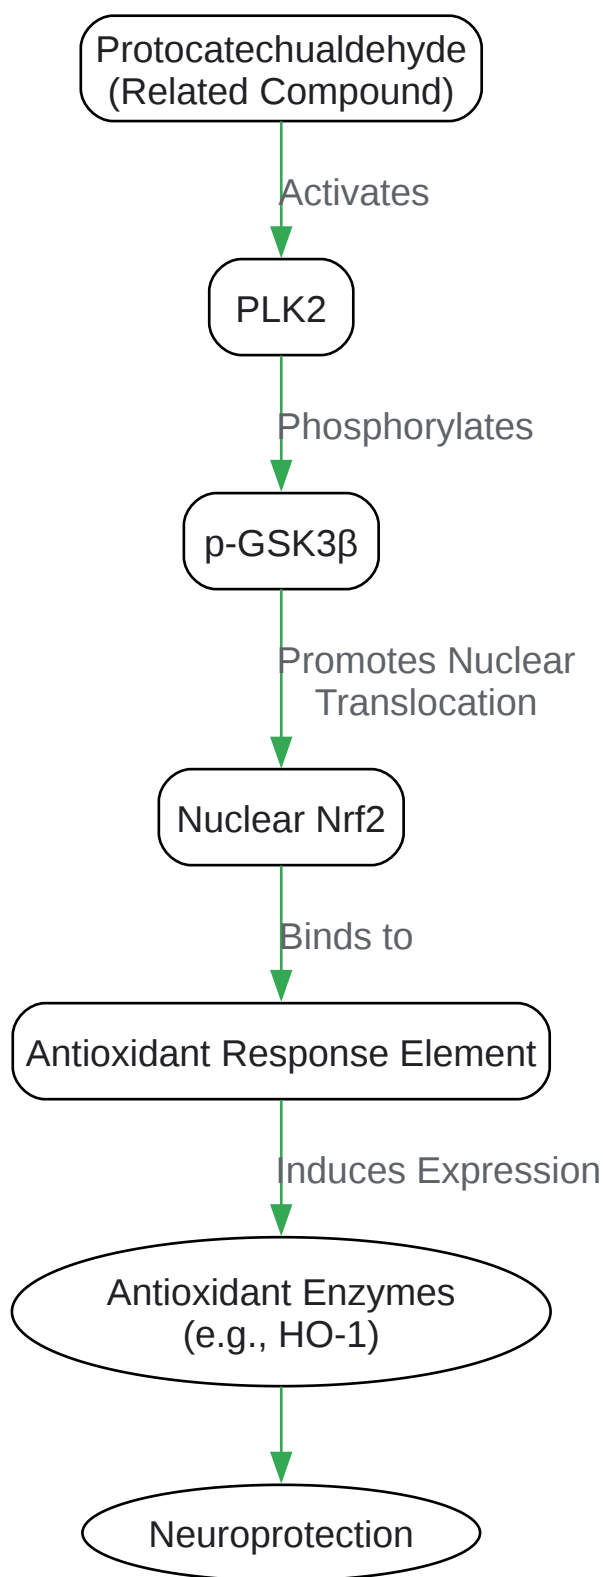 Protocatechualdehyde
(Related Compound)
Activates
PLK2
Phosphorylates
p-GSK3β
Promotes Nuclear
Translocation
Nuclear Nrf2
Binds to
Antioxidant Response Element
Induces Expression
Antioxidant Enzymes
(e.g., HO-1)
Neuroprotection